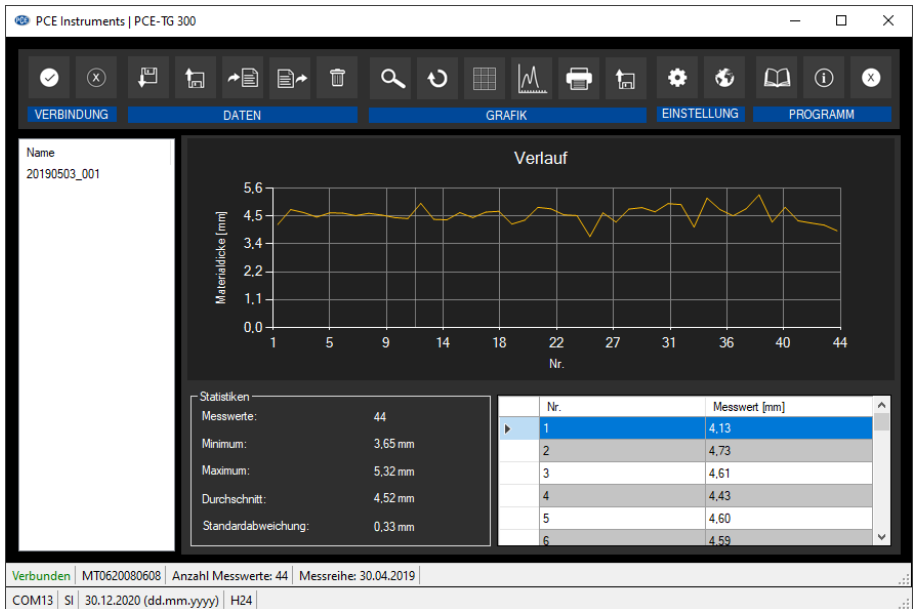 PCE Instruments | PCE-TG 300
VERBINDUNG DATEN GRAFIK EINSTELLUNG PROGRAMM
Name
20190503_001
Verlauf
Materialdicke [mm]
5,6
4,5
3,4
2,2
1,1
0,0
1 5 9 14 18 22 27 31 36 40 44
Nr.
Statistiken
Messwerte: 44
Minimum: 3,65 mm
Maximum: 5,32 mm
Durchschnitt: 4,52 mm
Standardabweichung: 0,33 mm
Nr. Messwert [mm]
1 4,13
2 4,73
3 4,61
4 4,43
5 4,60
6 4,59
Verbunden MT0620080608 Anzahl Messwerte: 44 Messreihe: 30.04.2019
COM13 SI 30.12.2020 (dd.mm.yyyy) H24